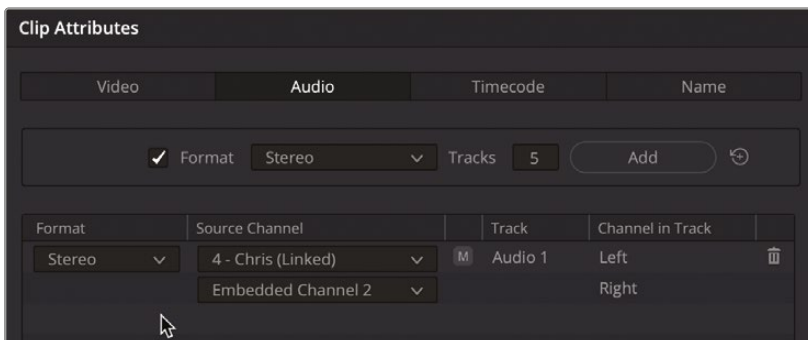 Clip Attributes
Video Audio Timecode Name
Format Stereo Tracks 5 Add
Format Source Channel Track Channel in Track
Stereo 4 - Chris (Linked) M Audio 1 Left
Embedded Channel 2 Right